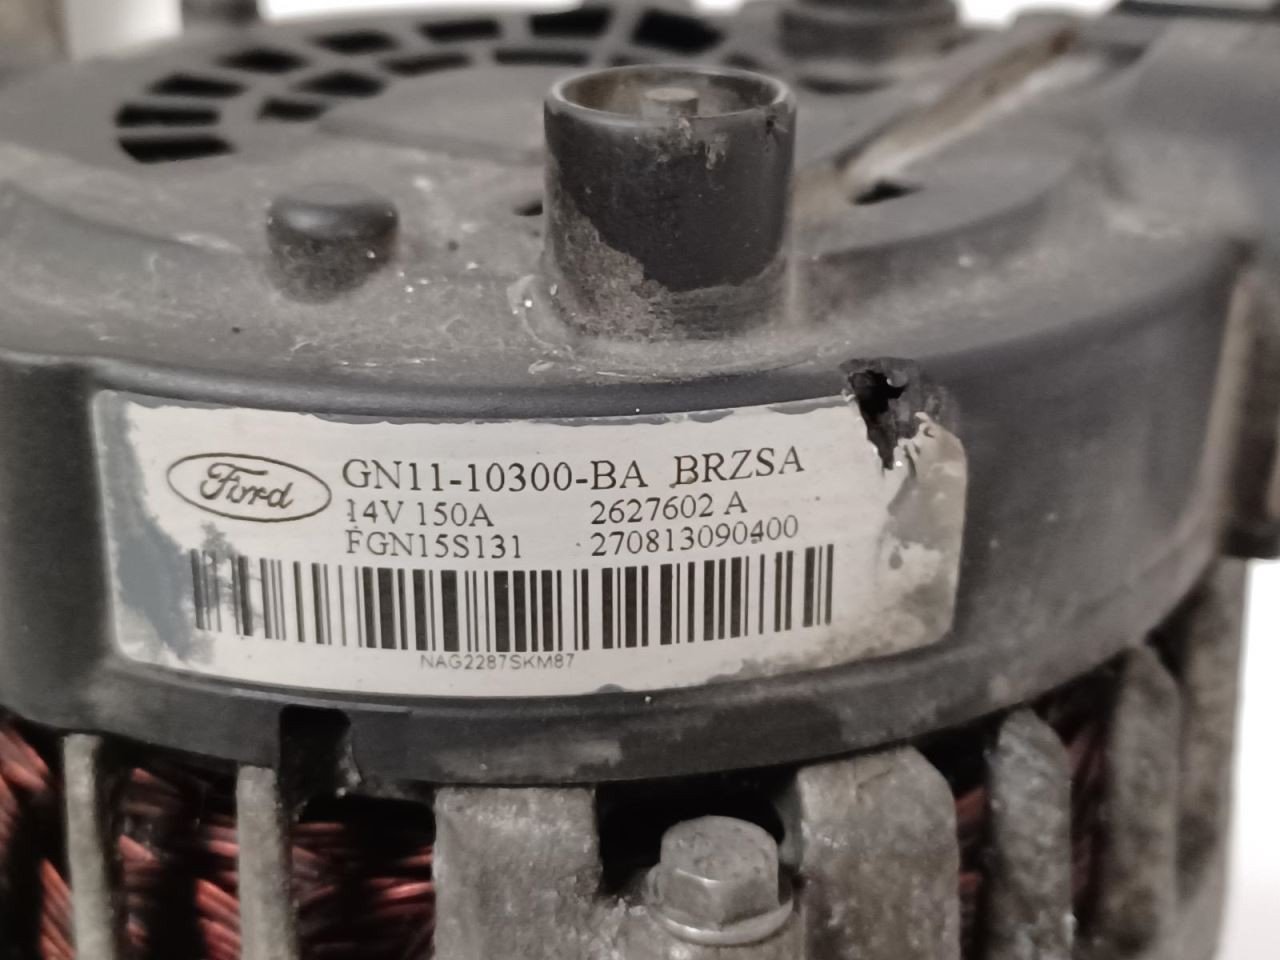 Ford
GN11-10300-BA BRZSA
14V 150A 2627602 A
FGN15S131 270813090400
NAG2287SKM87